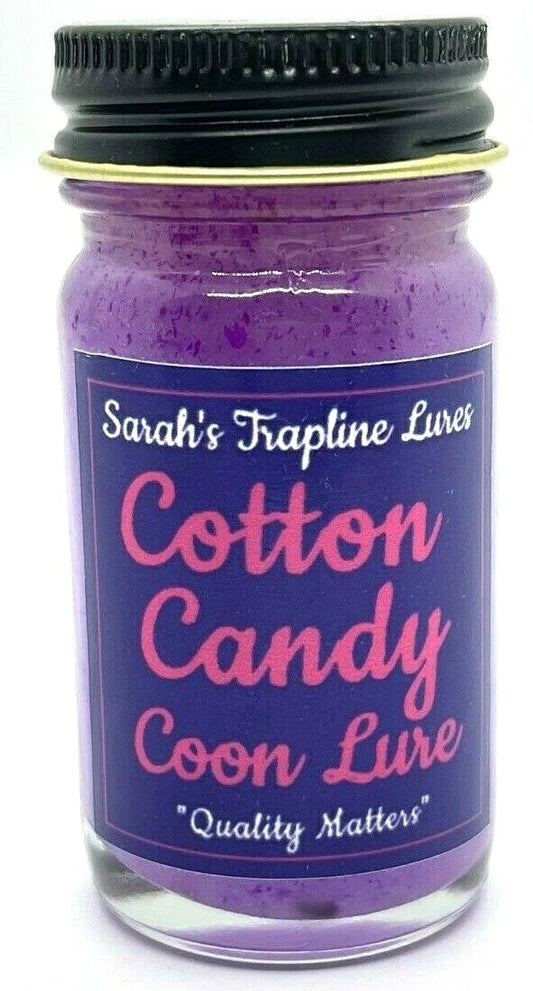 Sarah's Trapline Lures
Cotton
Candy
Coon Lure
"Quality Matters"